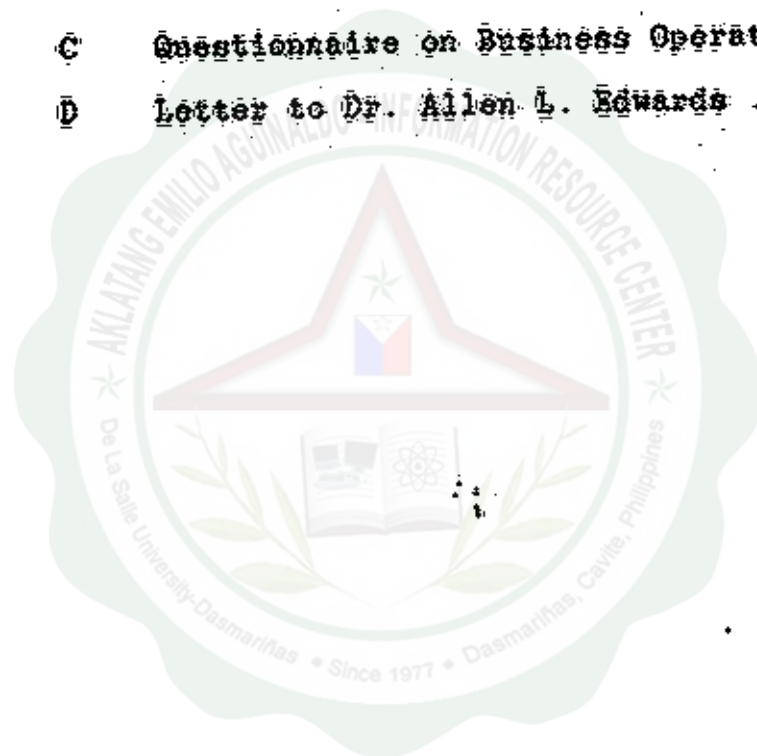 C Questionnaire on Business Operat
D Letter to Dr. Allen L. Edwards .
AKLATANG EMILIO AGUINALDO INFORMATION RESOURCE CENTER
De La Salle University-Dasmariñas • Since 1977 • Dasmariñas, Cavite, Philippines